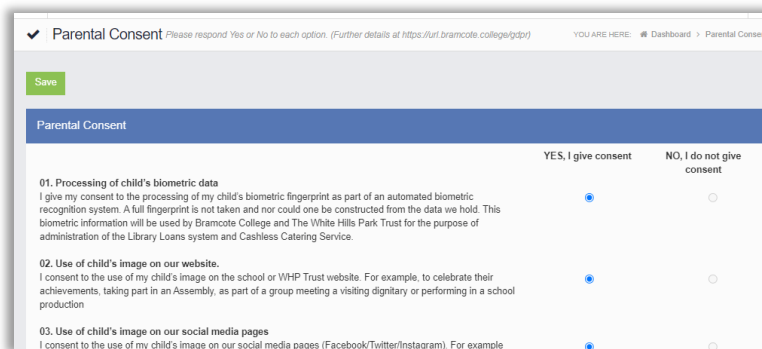 Parental Consent Please respond Yes or No to each option. (Further details at https://url.bramcote.college/gdpr)
YOU ARE HERE: Dashboard > Parental Conse
Save
Parental Consent
YES, I give consent
NO, I do not give
consent
01. Processing of child's biometric data
I give my consent to the processing of my child's biometric fingerprint as part of an automated biometric
recognition system. A full fingerprint is not taken and nor could one be constructed from the data we hold. This
biometric information will be used by Bramcote College and The White Hills Park Trust for the purpose of
administration of the Library Loans system and Cashless Catering Service.
02. Use of child's image on our website.
I consent to the use of my child's image on the school or WHP Trust website. For example, to celebrate their
achievements, taking part in an Assembly, as part of a group meeting a visiting dignitary or performing in a school
production
03. Use of child's image on our social media pages
I consent to the use of my child's image on our social media pages (Facebook/Twitter/Instagram). For example